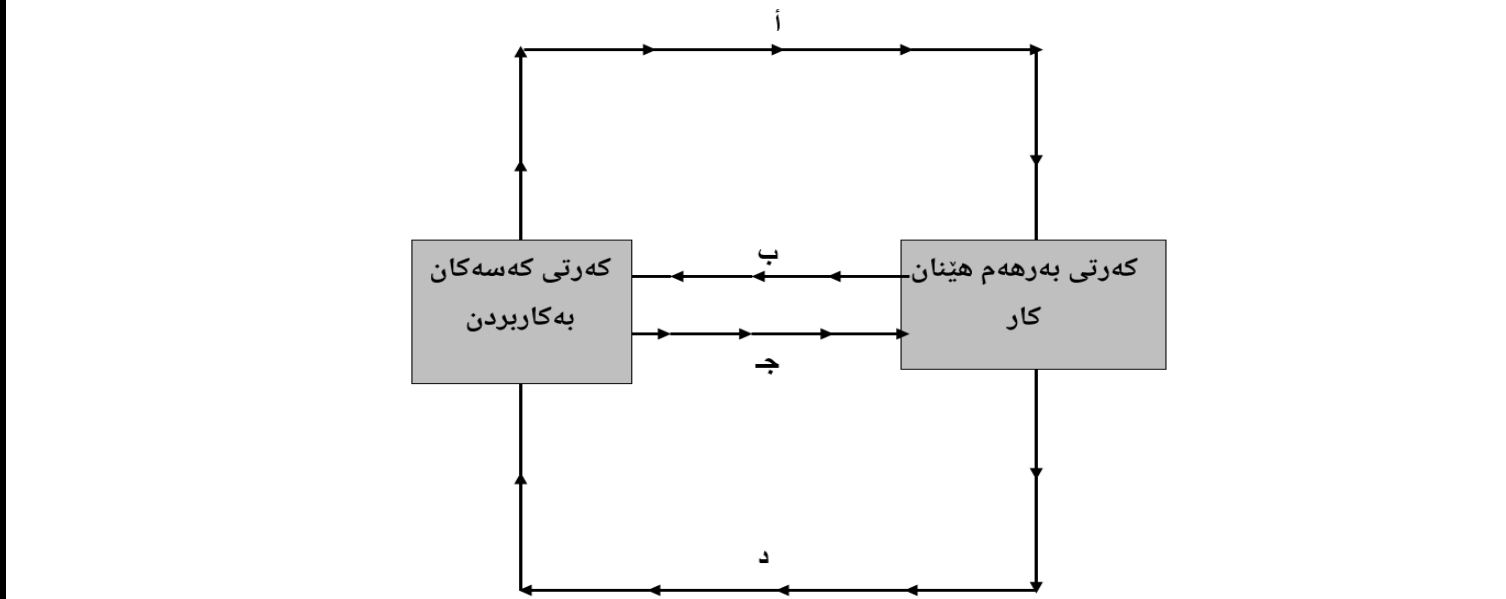 أ
کەرتی بەرهەم هێنان
کار
ب
کەرتی کەسەکان
بەکاربردن
جـ
د